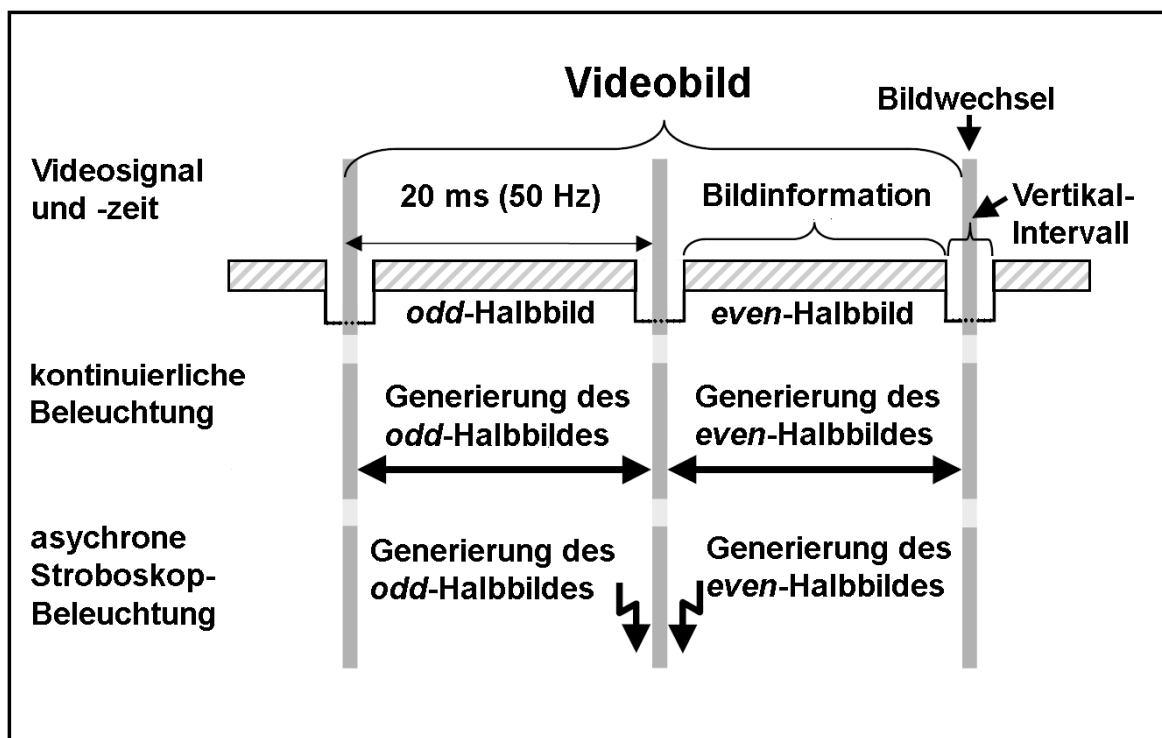 Videobild
Bildwechsel
Videosignal
und -zeit
20 ms (50 Hz)
Bildinformation
Vertikal-
Intervall
odd-Halbbild
even-Halbbild
kontinuierliche
Beleuchtung
Generierung des
odd-Halbbildes
Generierung des
even-Halbbildes
asychrone
Stroboskop-
Beleuchtung
Generierung des
odd-Halbbildes
Generierung des
even-Halbbildes